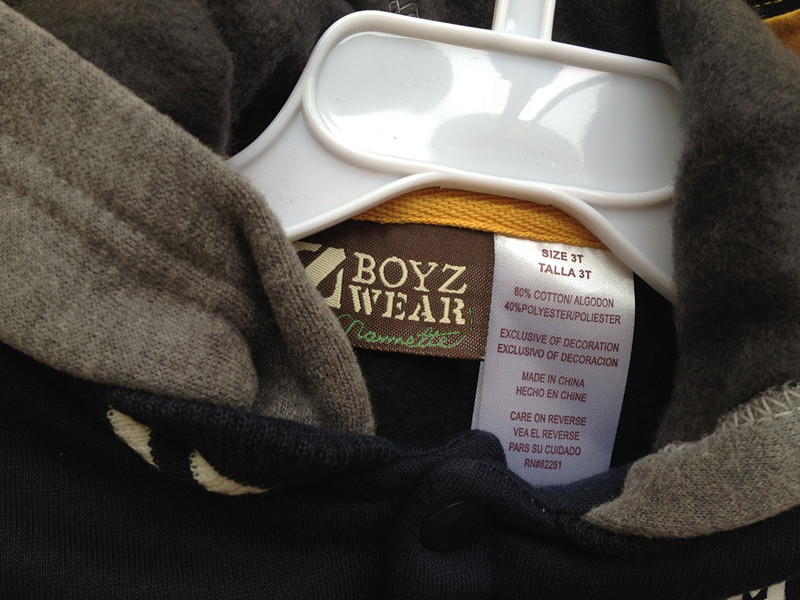 BOYZ
WEAR
Nannette
SIZE 3T
TALLA 3T
60% COTTON/ ALGODON
40%POLYESTER/POLIESTER
EXCLUSIVE OF DECORATION
EXCLUSIVO DE DECORACION
MADE IN CHINA
HECHO EN CHINE
CARE ON REVERSE
VEA EL REVERSE
PARS SU CUIDADO
RN#82251